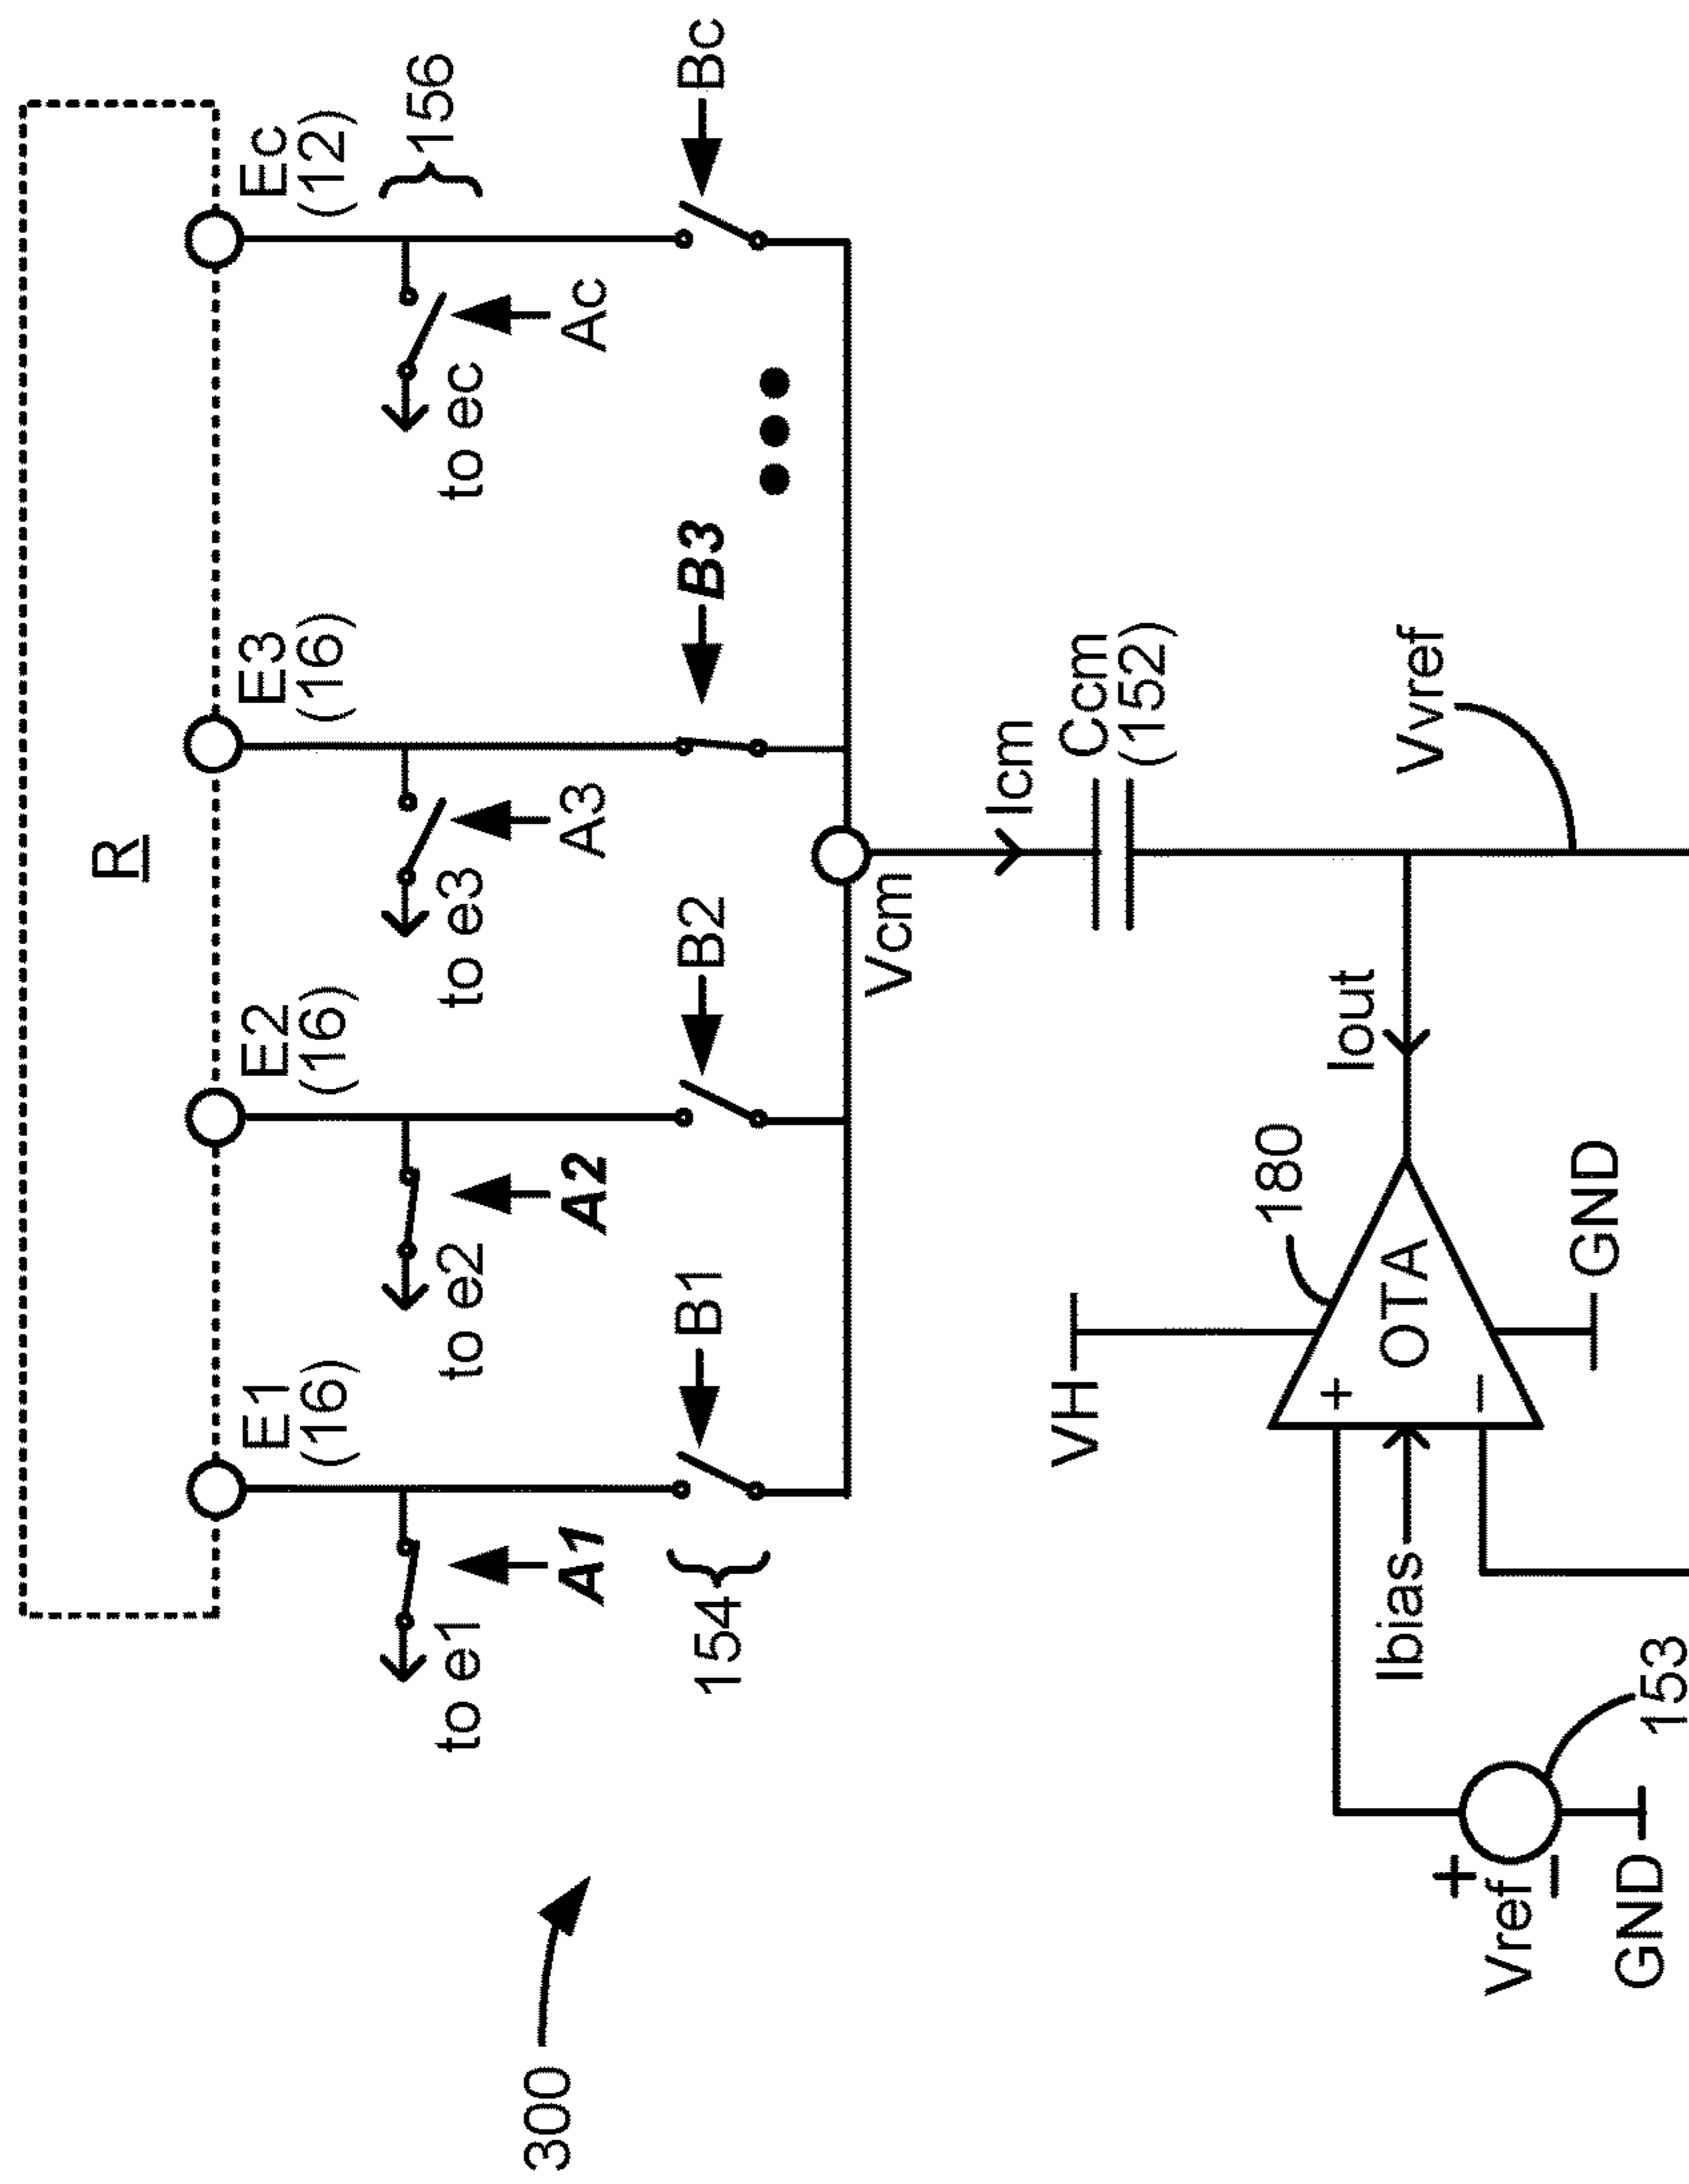 R
E1
(16)
E2
(16)
E3
(16)
Ec
(12)
to e1
A1
to e2
A2
to e3
A3
to ec
Ac
156
154
B1
B2
B3
Bc
300
Vcm
Icm
Ccm
(152)
Iout
Vvref
VH
180
+
OTA
−
Ibias
GND
+
Vref
−
153
GND